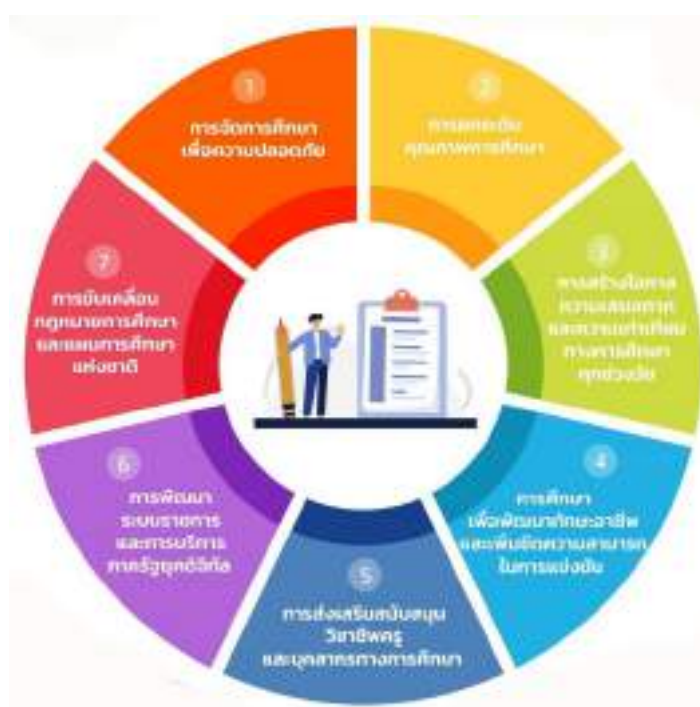 1
การจัดการศึกษา
เพื่อความปลอดภัย
2
การยกระดับ
คุณภาพการศึกษา
3
การสร้างโอกาส
ความเสมอภาค
และความเท่าเทียม
ทางการศึกษา
ทุกช่วงวัย
4
การศึกษา
เพื่อพัฒนาทักษะอาชีพ
และเพิ่มขีดความสามารถ
ในการแข่งขัน
5
การส่งเสริมสนับสนุน
วิชาชีพครู
และบุคลากรทางการศึกษา
6
การพัฒนา
ระบบราชการ
และการบริการ
ภาครัฐยุคดิจิทัล
7
การขับเคลื่อน
กฎหมายการศึกษา
และแผนการศึกษา
แห่งชาติ